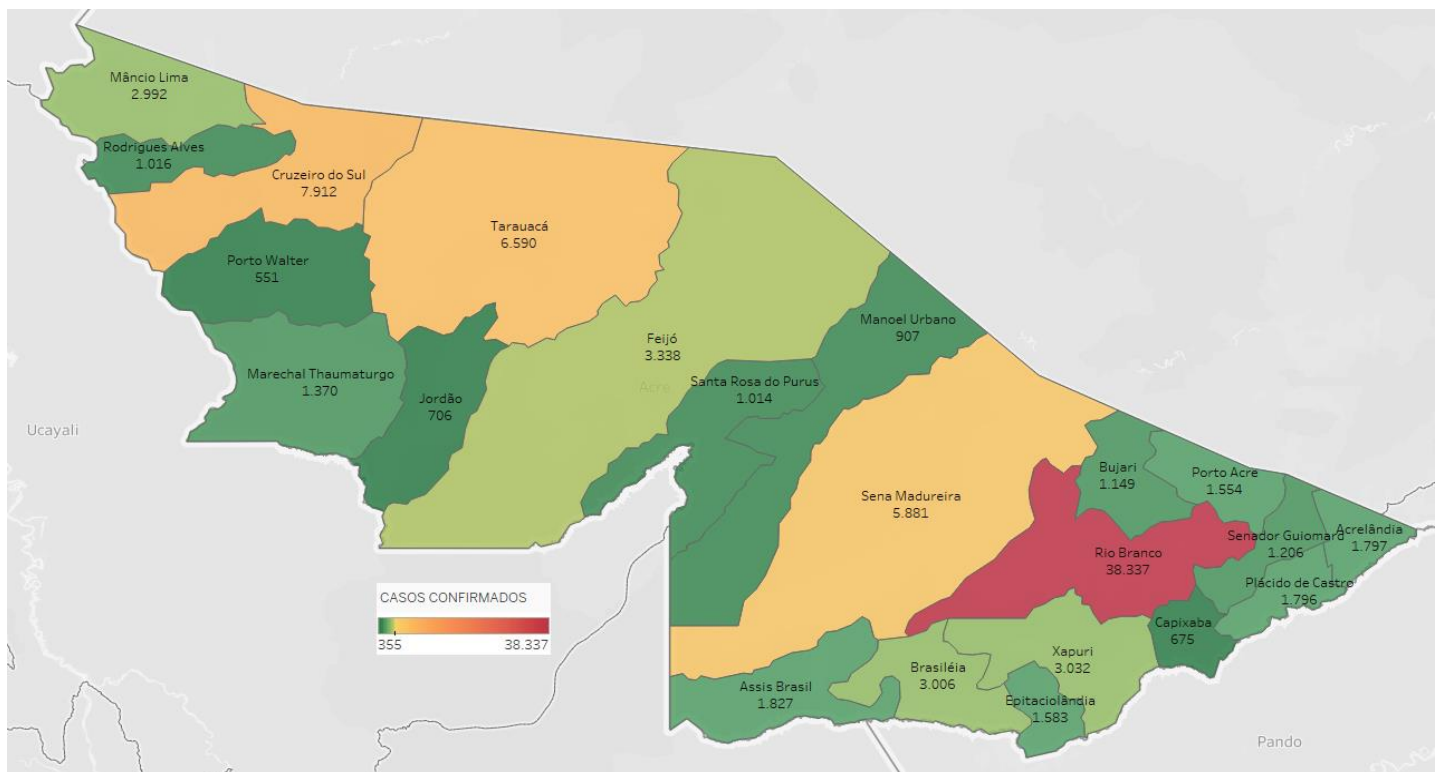 Mâncio Lima
2.992
Rodrigues Alves
1.016
Cruzeiro do Sul
7.912
Tarauacá
6.590
Porto Walter
551
Marechal Thaumaturgo
1.370
Jordão
706
Feijó
3.338
Acre
Manoel Urbano
907
Santa Rosa do Purus
1.014
Ucayali
Sena Madureira
5.881
Bujari
1.149
Porto Acre
1.554
Senador Guiomard
1.206
Acrelândia
1.797
Rio Branco
38.337
Plácido de Castro
1.796
Capixaba
675
Xapuri
3.032
Brasiléia
3.006
Epitaciolândia
1.583
Assis Brasil
1.827
Pando
CASOS CONFIRMADOS
355
38.337